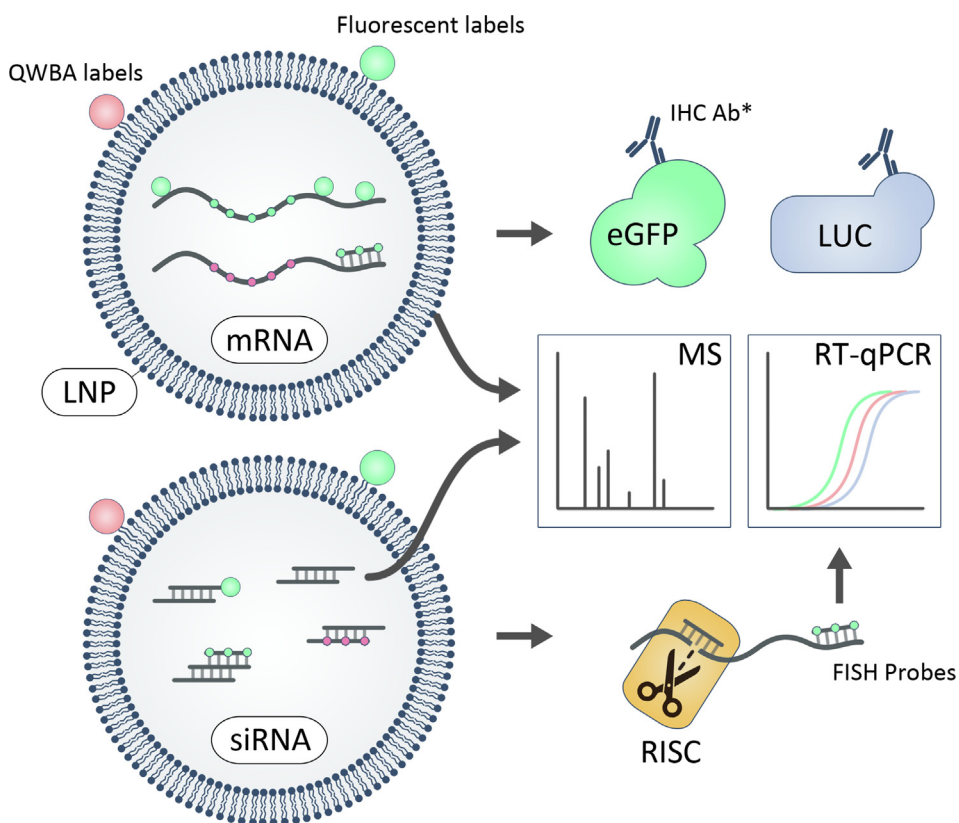 Fluorescent labels
QWBA labels
IHC Ab*
eGFP
LUC
mRNA
LNP
MS
RT-qPCR
siRNA
FISH Probes
RISC